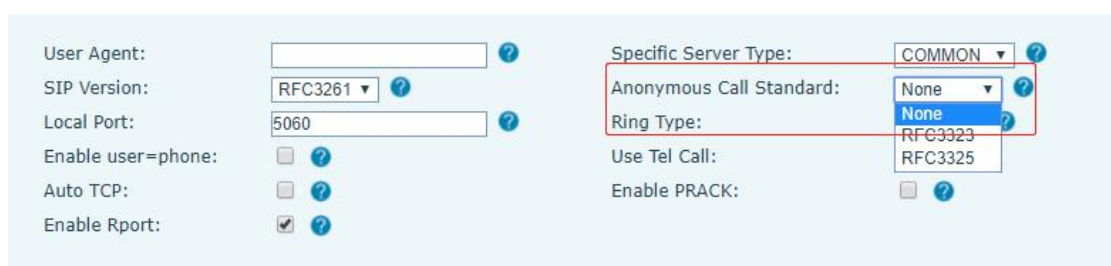 User Agent: ? Specific Server Type: COMMON ?
SIP Version: RFC3261 ? Anonymous Call Standard: None ?
Local Port: 5060 ? Ring Type: None ?
RFC3323
Enable user=phone: ? Use Tel Call: RFC3325
Auto TCP: ? Enable PRACK: ?
Enable Rport: ?